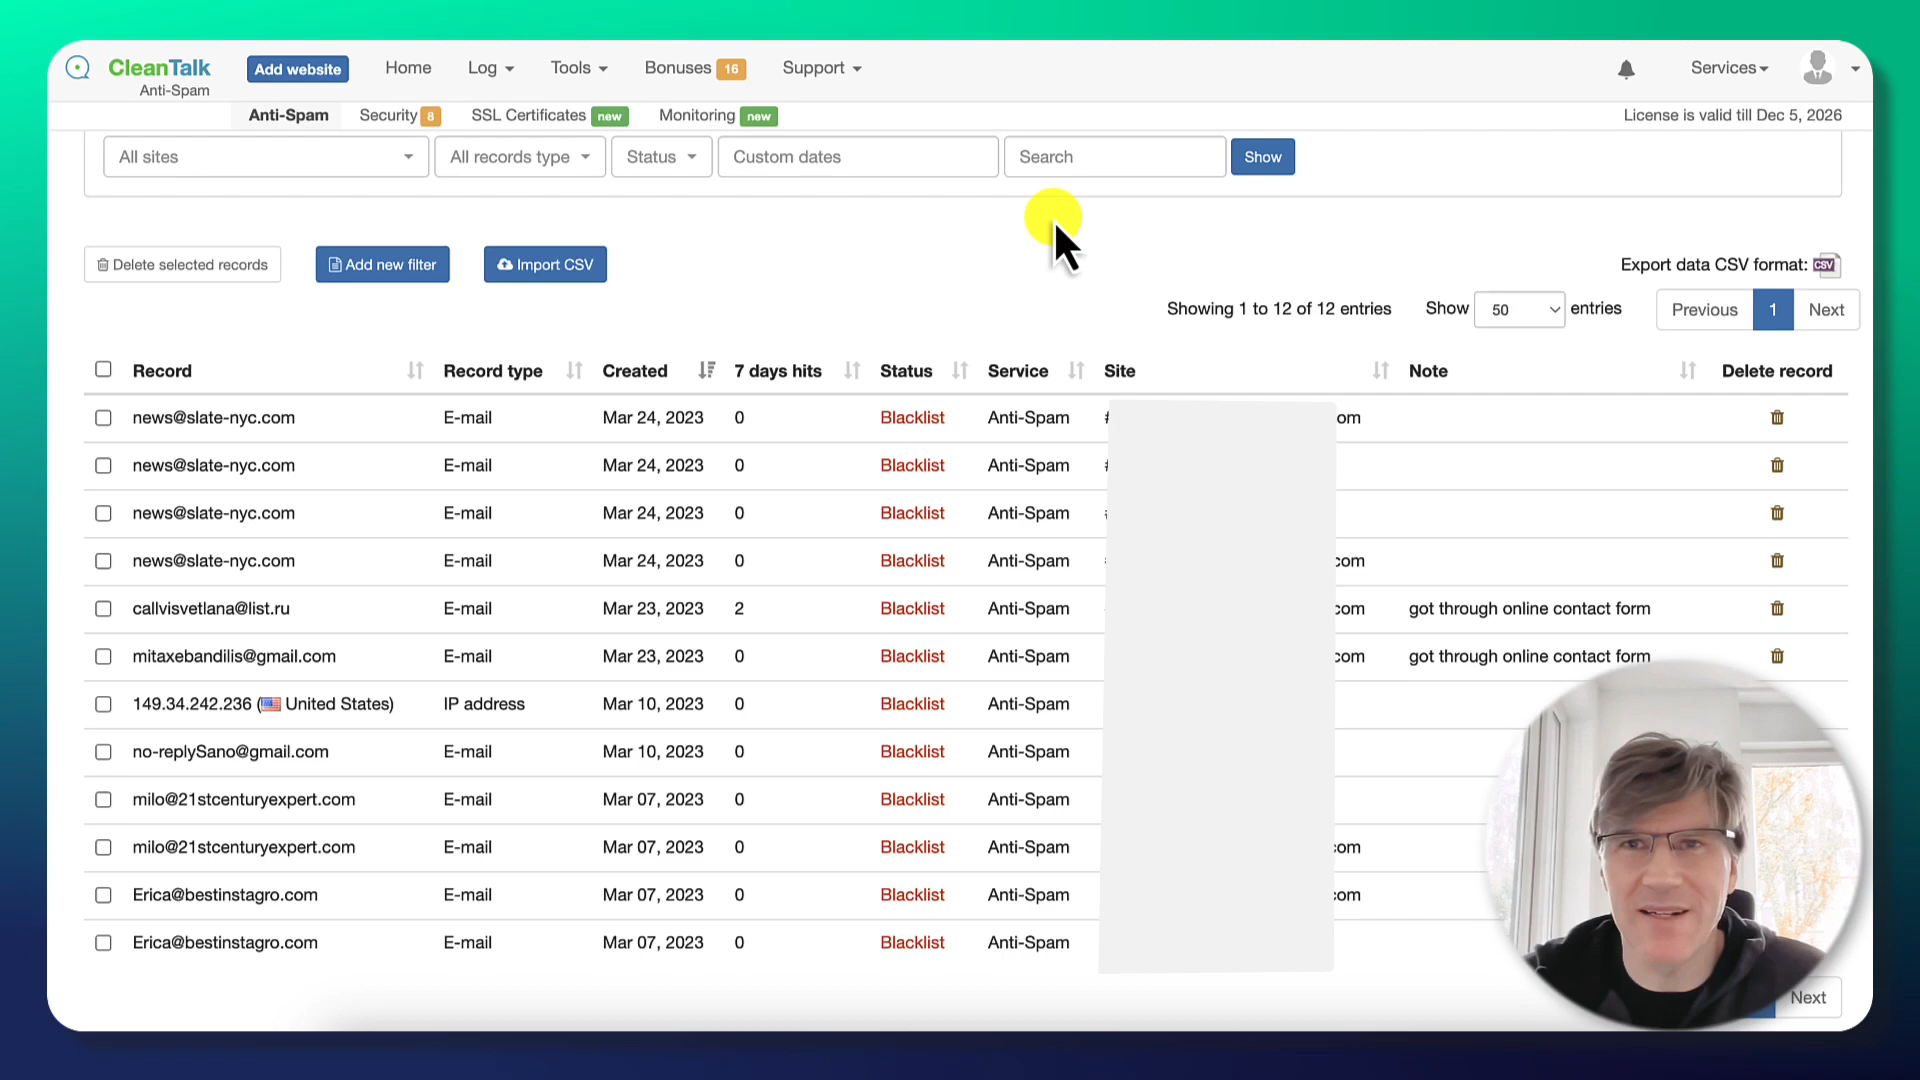 CleanTalk
Anti-Spam
Add website Home Log Tools Bonuses 16 Support Services
Anti-Spam Security 8 SSL Certificates new Monitoring new License is valid till Dec 5, 2026
All sites All records type Status Custom dates Search Show
Delete selected records Add new filter Import CSV Export data CSV format: CSV
Showing 1 to 12 of 12 entries Show 50 entries Previous 1 Next
Record Record type Created 7 days hits Status Service Site Note Delete record
news@slate-nyc.com E-mail Mar 24, 2023 0 Blacklist Anti-Spam # om
news@slate-nyc.com E-mail Mar 24, 2023 0 Blacklist Anti-Spam #
news@slate-nyc.com E-mail Mar 24, 2023 0 Blacklist Anti-Spam
news@slate-nyc.com E-mail Mar 24, 2023 0 Blacklist Anti-Spam com
callvisvetlana@list.ru E-mail Mar 23, 2023 2 Blacklist Anti-Spam com got through online contact form
mitaxebandilis@gmail.com E-mail Mar 23, 2023 0 Blacklist Anti-Spam com got through online contact form
149.34.242.236 (United States) IP address Mar 10, 2023 0 Blacklist Anti-Spam
no-replySano@gmail.com E-mail Mar 10, 2023 0 Blacklist Anti-Spam
milo@21stcenturyexpert.com E-mail Mar 07, 2023 0 Blacklist Anti-Spam
milo@21stcenturyexpert.com E-mail Mar 07, 2023 0 Blacklist Anti-Spam om
Erica@bestinstagro.com E-mail Mar 07, 2023 0 Blacklist Anti-Spam om
Erica@bestinstagro.com E-mail Mar 07, 2023 0 Blacklist Anti-Spam
Next